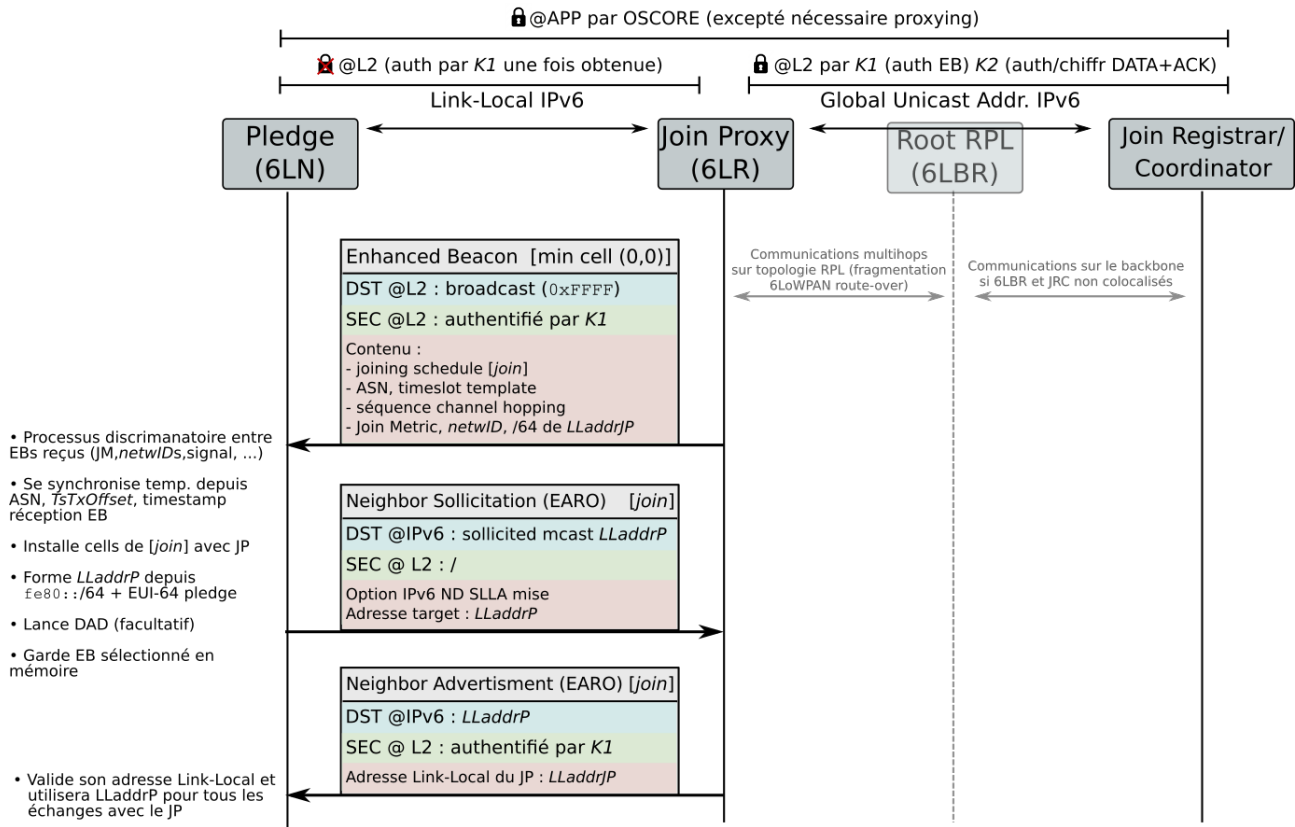 @APP par OSCORE (excepté nécessaire proxying)
@L2 (auth par K1 une fois obtenue)
@L2 par K1 (auth EB) K2 (auth/chiffr DATA+ACK)
Link-Local IPv6
Global Unicast Addr. IPv6
Pledge
(6LN)
Join Proxy
(6LR)
Root RPL
(6LBR)
Join Registrar/
Coordinator
Enhanced Beacon [min cell (0,0)]
DST @L2 : broadcast (0xFFFF)
SEC @L2 : authentifié par K1
Contenu :
- joining schedule [join]
- ASN, timeslot template
- séquence channel hopping
- Join Metric, netwID, /64 de LLaddrJP
Communications multihops
sur topologie RPL (fragmentation
6LoWPAN route-over)
Communications sur le backbone
si 6LBR et JRC non colocalisés
• Processus discrimanatoire entre
EBs reçus (JM,netwIDs,signal, ...)
• Se synchronise temp. depuis
ASN, TsTxOffset, timestamp
réception EB
• Installe cells de [join] avec JP
• Forme LLaddrP depuis
fe80::/64 + EUI-64 pledge
• Lance DAD (facultatif)
• Garde EB sélectionné en
mémoire
Neighbor Sollicitation (EARO) [join]
DST @IPv6 : sollicited mcast LLaddrP
SEC @ L2 : /
Option IPv6 ND SLLA mise
Adresse target : LLaddrP
Neighbor Advertisment (EARO) [join]
DST @IPv6 : LLaddrP
SEC @ L2 : authentifié par K1
Adresse Link-Local du JP : LLaddrJP
• Valide son adresse Link-Local et
utilisera LLaddrP pour tous les
échanges avec le JP